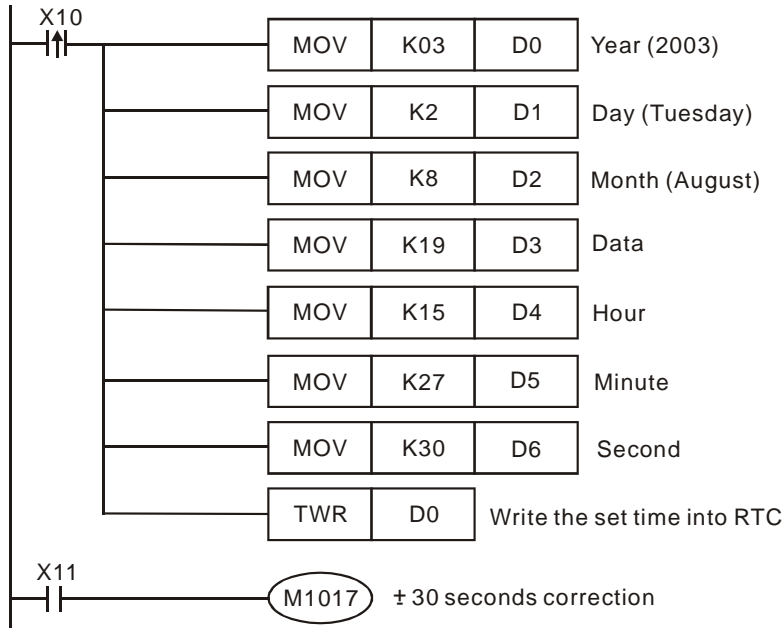 X10
MOV K03 D0 Year (2003)
MOV K2 D1 Day (Tuesday)
MOV K8 D2 Month (August)
MOV K19 D3 Data
MOV K15 D4 Hour
MOV K27 D5 Minute
MOV K30 D6 Second
TWR D0 Write the set time into RTC
X11
M1017 ± 30 seconds correction